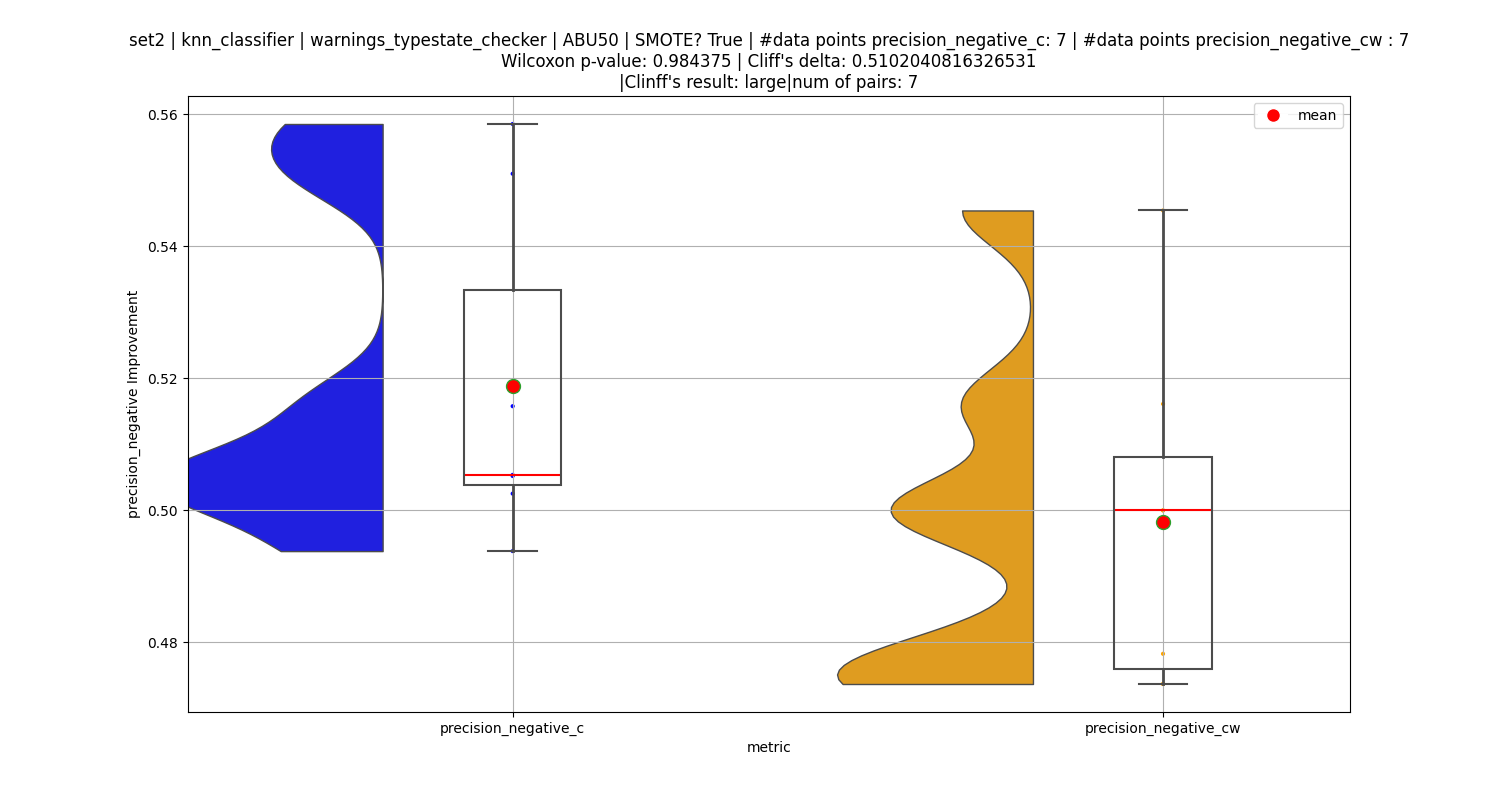 set2 | knn_classifier | warnings_typestate_checker | ABU50 | SMOTE? True | #data points precision_negative_c: 7 | #data points precision_negative_cw : 7
Wilcoxon p-value: 0.984375 | Cliff's delta: 0.5102040816326531
|Clinff's result: large|num of pairs: 7
mean
0.56
0.54
0.52
0.50
0.48
precision_negative Improvement
precision_negative_c
precision_negative_cw
metric